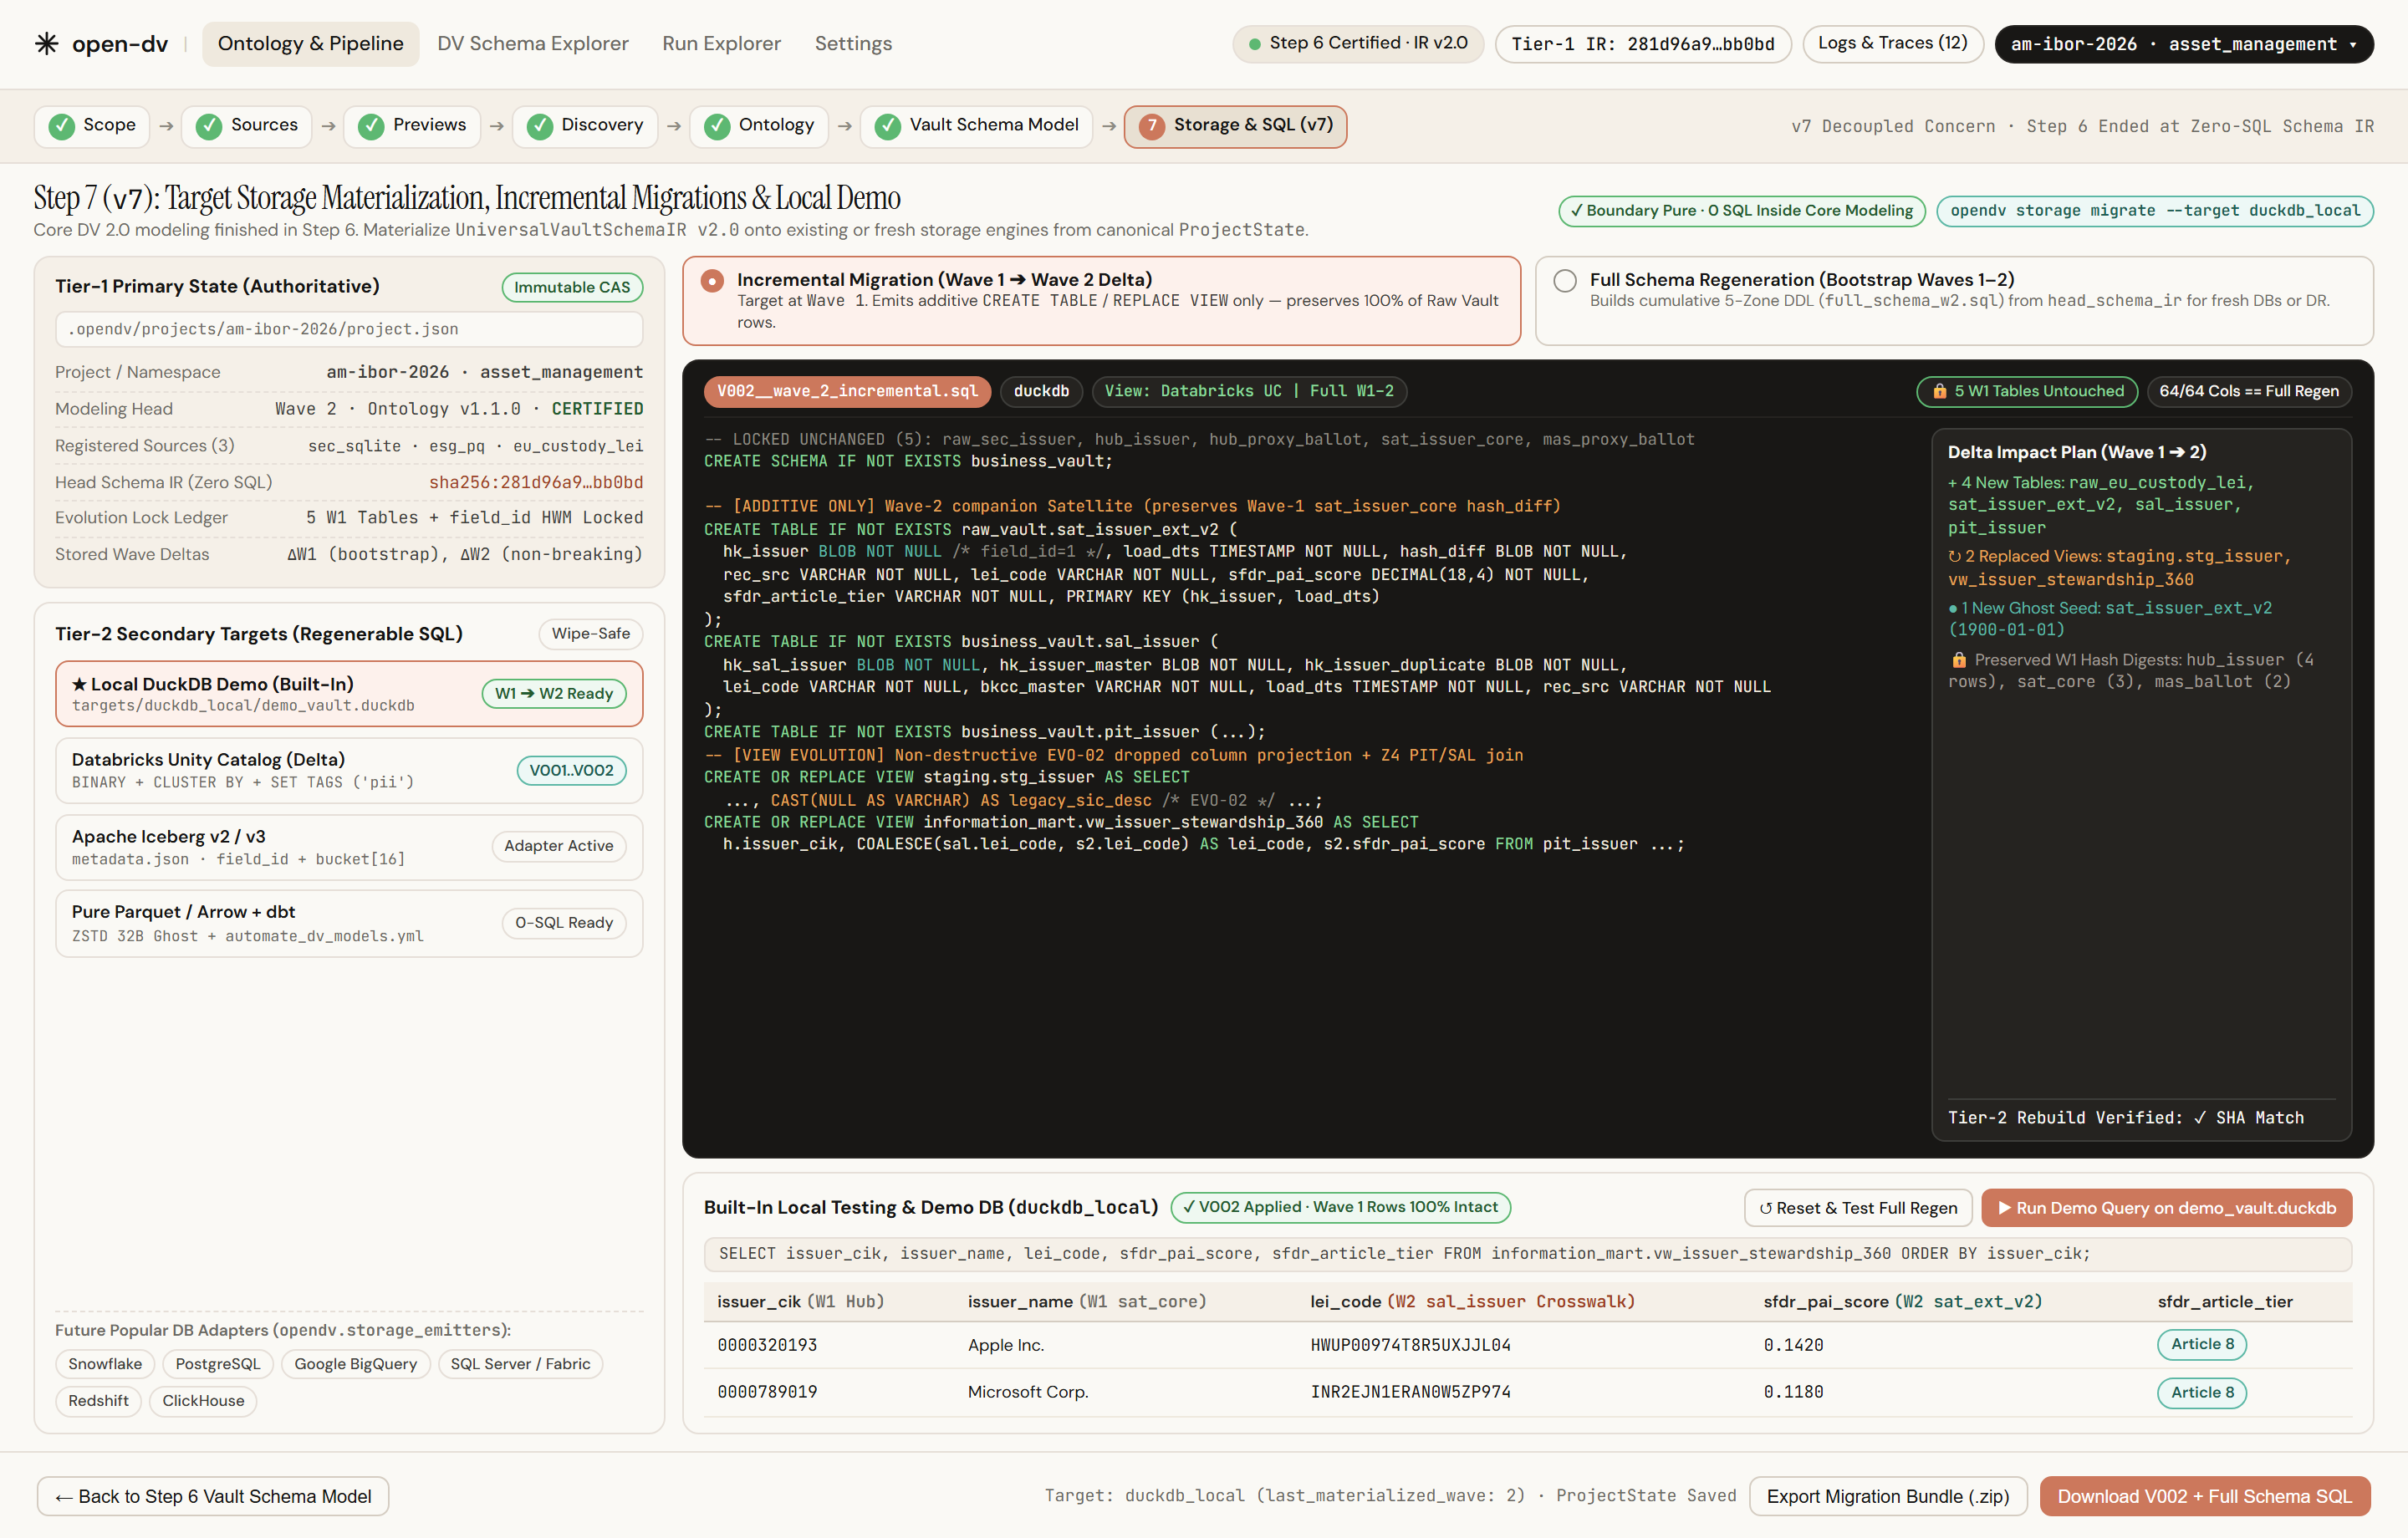 open-dv
Ontology & Pipeline
DV Schema Explorer
Run Explorer
Settings
Step 6 Certified · IR v2.0
Tier-1 IR: 281d96a9…bb0bd
Logs & Traces (12)
am-ibor-2026 · asset_management ▾
✓ Scope → ✓ Sources → ✓ Previews → ✓ Discovery → ✓ Ontology → ✓ Vault Schema Model → 7 Storage & SQL (v7)
v7 Decoupled Concern · Step 6 Ended at Zero-SQL Schema IR
Step 7 (v7): Target Storage Materialization, Incremental Migrations & Local Demo
Core DV 2.0 modeling finished in Step 6. Materialize UniversalVaultSchemaIR v2.0 onto existing or fresh storage engines from canonical ProjectState.
✓ Boundary Pure · 0 SQL Inside Core Modeling
opendv storage migrate --target duckdb_local
Tier-1 Primary State (Authoritative)
Immutable CAS
.opendv/projects/am-ibor-2026/project.json
Project / Namespace am-ibor-2026 · asset_management
Modeling Head Wave 2 · Ontology v1.1.0 · CERTIFIED
Registered Sources (3) sec_sqlite · esg_pq · eu_custody_lei
Head Schema IR (Zero SQL) sha256:281d96a9…bb0bd
Evolution Lock Ledger 5 W1 Tables + field_id HWM Locked
Stored Wave Deltas ΔW1 (bootstrap), ΔW2 (non-breaking)
Tier-2 Secondary Targets (Regenerable SQL)
Wipe-Safe
★ Local DuckDB Demo (Built-In)
targets/duckdb_local/demo_vault.duckdb
W1 ➔ W2 Ready
Databricks Unity Catalog (Delta)
BINARY + CLUSTER BY + SET TAGS ('pii')
V001..V002
Apache Iceberg v2 / v3
metadata.json · field_id + bucket[16]
Adapter Active
Pure Parquet / Arrow + dbt
ZSTD 32B Ghost + automate_dv_models.yml
0-SQL Ready
Future Popular DB Adapters (opendv.storage_emitters):
Snowflake
PostgreSQL
Google BigQuery
SQL Server / Fabric
Redshift
ClickHouse
Incremental Migration (Wave 1 ➔ Wave 2 Delta)
Target at Wave 1. Emits additive CREATE TABLE / REPLACE VIEW only — preserves 100% of Raw Vault
rows.
Full Schema Regeneration (Bootstrap Waves 1–2)
Builds cumulative 5-Zone DDL (full_schema_w2.sql) from head_schema_ir for fresh DBs or DR.
V002__wave_2_incremental.sql
duckdb
View: Databricks UC | Full W1-2
🔒 5 W1 Tables Untouched
64/64 Cols == Full Regen
-- LOCKED UNCHANGED (5): raw_sec_issuer, hub_issuer, hub_proxy_ballot, sat_issuer_core, mas_proxy_ballot
CREATE SCHEMA IF NOT EXISTS business_vault;
-- [ADDITIVE ONLY] Wave-2 companion Satellite (preserves Wave-1 sat_issuer_core hash_diff)
CREATE TABLE IF NOT EXISTS raw_vault.sat_issuer_ext_v2 (
hk_issuer BLOB NOT NULL /* field_id=1 */, load_dts TIMESTAMP NOT NULL, hash_diff BLOB NOT NULL,
rec_src VARCHAR NOT NULL, lei_code VARCHAR NOT NULL, sfdr_pai_score DECIMAL(18,4) NOT NULL,
sfdr_article_tier VARCHAR NOT NULL, PRIMARY KEY (hk_issuer, load_dts)
);
CREATE TABLE IF NOT EXISTS business_vault.sal_issuer (
hk_sal_issuer BLOB NOT NULL, hk_issuer_master BLOB NOT NULL, hk_issuer_duplicate BLOB NOT NULL,
lei_code VARCHAR NOT NULL, bkcc_master VARCHAR NOT NULL, load_dts TIMESTAMP NOT NULL, rec_src VARCHAR NOT NULL
);
CREATE TABLE IF NOT EXISTS business_vault.pit_issuer (...);
-- [VIEW EVOLUTION] Non-destructive EVO-02 dropped column projection + Z4 PIT/SAL join
CREATE OR REPLACE VIEW staging.stg_issuer AS SELECT
..., CAST(NULL AS VARCHAR) AS legacy_sic_desc /* EVO-02 */ ...;
CREATE OR REPLACE VIEW information_mart.vw_issuer_stewardship_360 AS SELECT
h.issuer_cik, COALESCE(sal.lei_code, s2.lei_code) AS lei_code, s2.sfdr_pai_score FROM pit_issuer ...;
Delta Impact Plan (Wave 1 ➔ 2)
+ 4 New Tables: raw_eu_custody_lei,
sat_issuer_ext_v2, sal_issuer,
pit_issuer
↻ 2 Replaced Views: staging.stg_issuer,
vw_issuer_stewardship_360
● 1 New Ghost Seed: sat_issuer_ext_v2
(1900-01-01)
🔒 Preserved W1 Hash Digests: hub_issuer (4
rows), sat_core (3), mas_ballot (2)
Tier-2 Rebuild Verified: ✓ SHA Match
Built-In Local Testing & Demo DB (duckdb_local)
✓ V002 Applied · Wave 1 Rows 100% Intact
↺ Reset & Test Full Regen
▶ Run Demo Query on demo_vault.duckdb
SELECT issuer_cik, issuer_name, lei_code, sfdr_pai_score, sfdr_article_tier FROM information_mart.vw_issuer_stewardship_360 ORDER BY issuer_cik;
issuer_cik (W1 Hub) issuer_name (W1 sat_core) lei_code (W2 sal_issuer Crosswalk) sfdr_pai_score (W2 sat_ext_v2) sfdr_article_tier
0000320193 Apple Inc. HWUP00974T8R5UXJJL04 0.1420 Article 8
0000789019 Microsoft Corp. INR2EJN1ERAN0W5ZP974 0.1180 Article 8
← Back to Step 6 Vault Schema Model
Target: duckdb_local (last_materialized_wave: 2) · ProjectState Saved
Export Migration Bundle (.zip)
Download V002 + Full Schema SQL